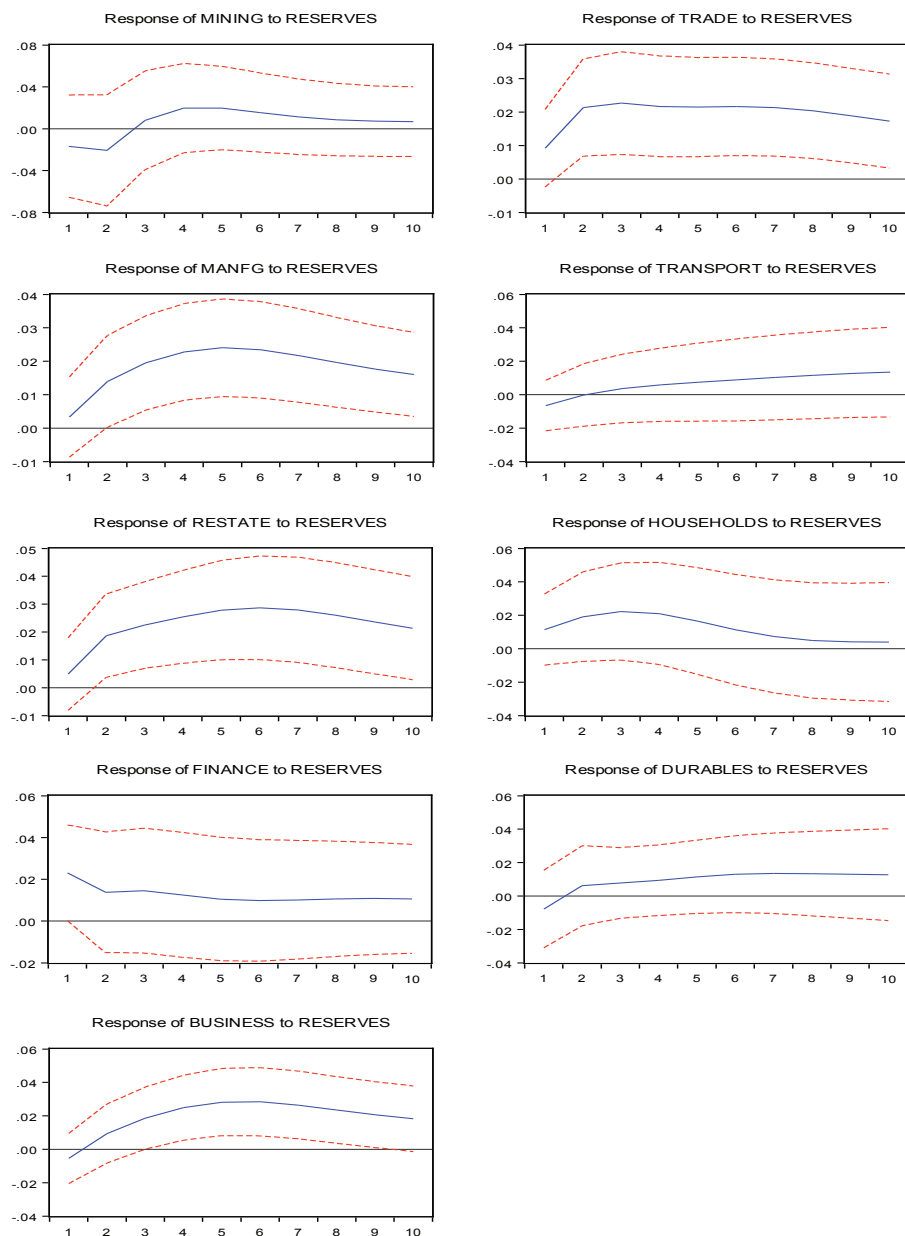 Response of MINING to RESERVES
.08
.04
.00
-.04
-.08
1 2 3 4 5 6 7 8 9 10
Response of TRADE to RESERVES
.04
.03
.02
.01
.00
-.01
1 2 3 4 5 6 7 8 9 10
Response of MANFG to RESERVES
.04
.03
.02
.01
.00
-.01
1 2 3 4 5 6 7 8 9 10
Response of TRANSPORT to RESERVES
.06
.04
.02
.00
-.02
-.04
1 2 3 4 5 6 7 8 9 10
Response of RESTATE to RESERVES
.05
.04
.03
.02
.01
.00
-.01
1 2 3 4 5 6 7 8 9 10
Response of HOUSEHOLDS to RESERVES
.06
.04
.02
.00
-.02
-.04
1 2 3 4 5 6 7 8 9 10
Response of FINANCE to RESERVES
.06
.04
.02
.00
-.02
1 2 3 4 5 6 7 8 9 10
Response of DURABLES to RESERVES
.06
.04
.02
.00
-.02
-.04
1 2 3 4 5 6 7 8 9 10
Response of BUSINESS to RESERVES
.06
.04
.02
.00
-.02
-.04
1 2 3 4 5 6 7 8 9 10